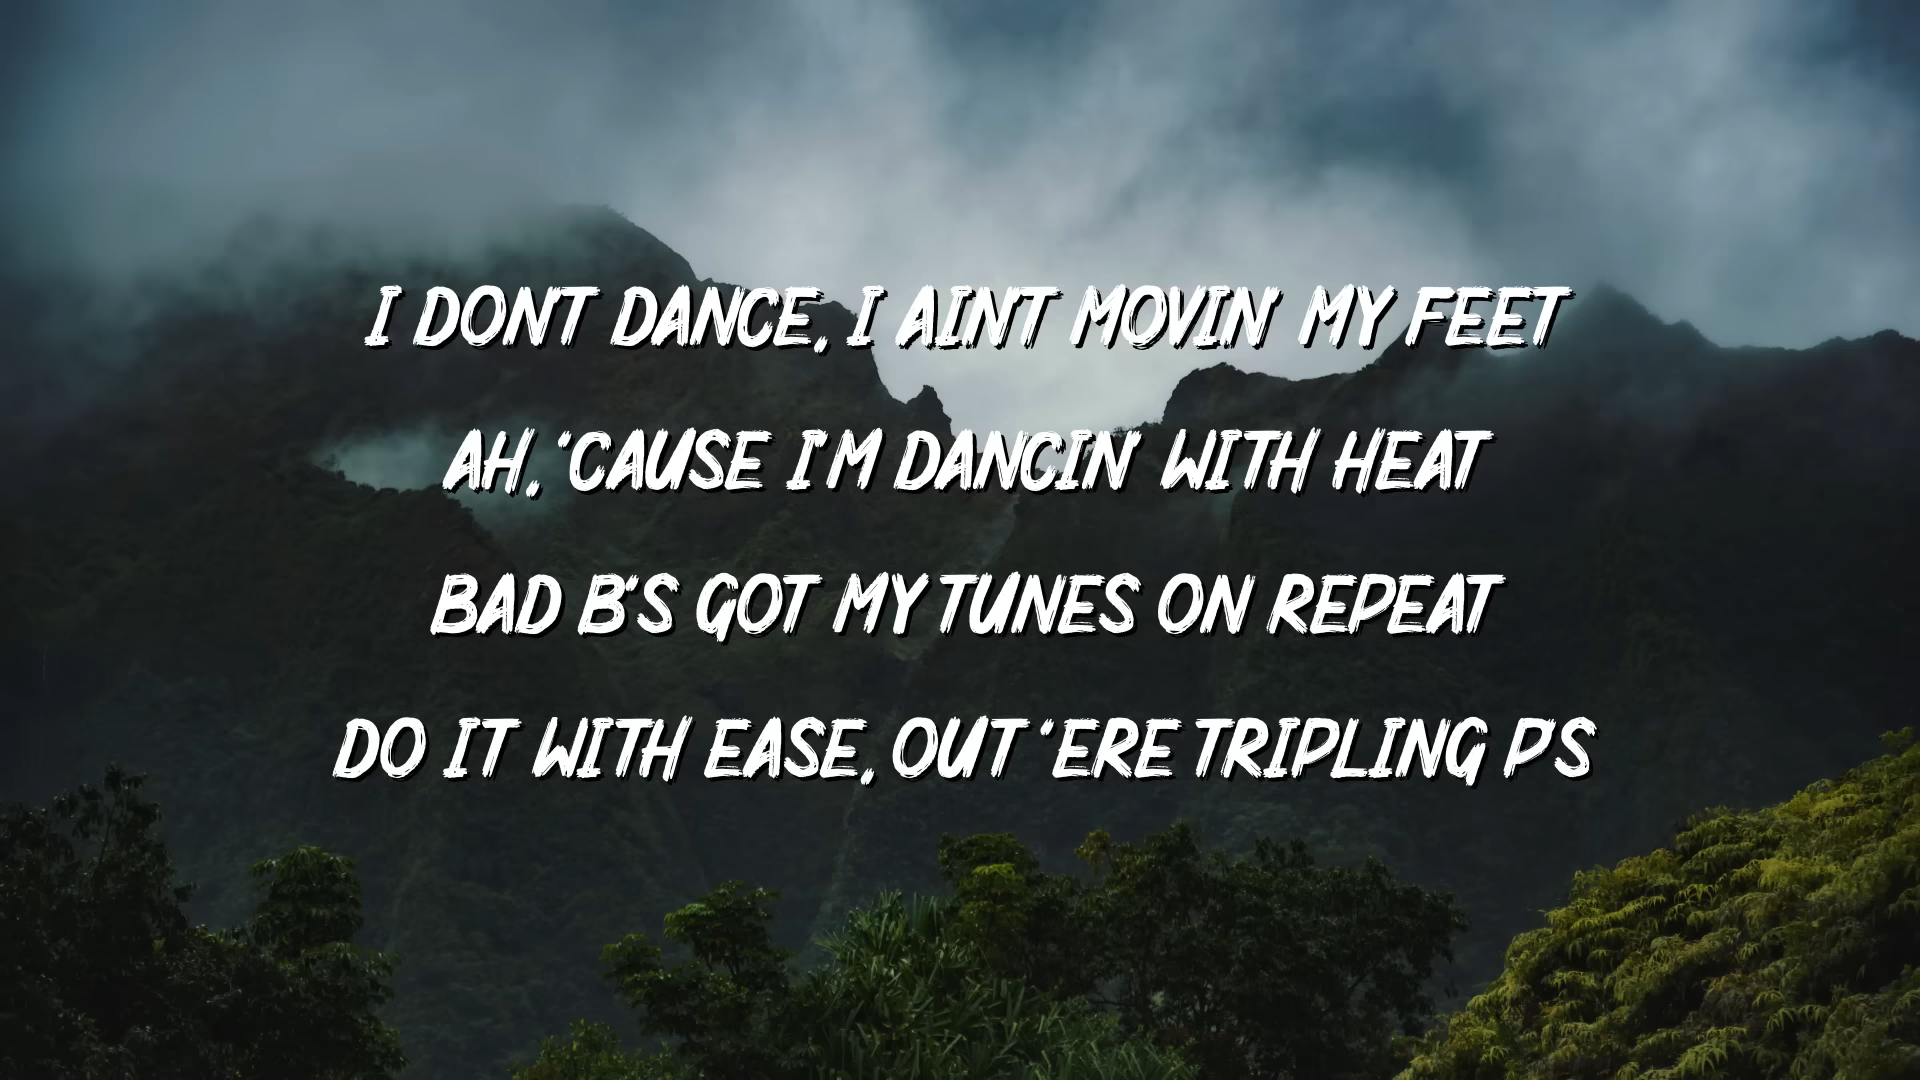 I DONT DANCE, I AINT MOVIN' MY FEET
AH, 'CAUSE I'M DANCIN' WITH HEAT
BAD B'S GOT MY TUNES ON REPEAT
DO IT WITH EASE, OUT 'ERE TRIPLING P'S